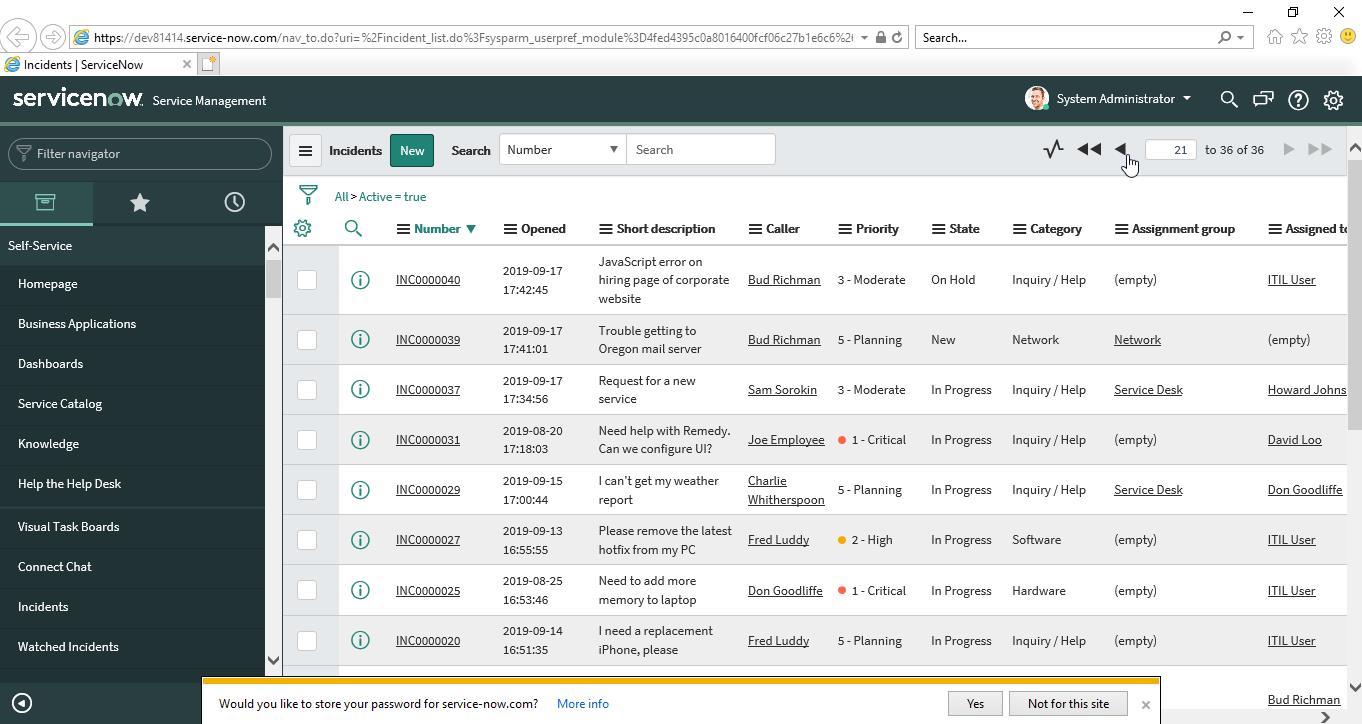 https://dev81414.service-now.com/nav_to.do?uri=%2Fincident_list.do%3Fsysparm_userpref_module%3D4fed4395c0a8016400fcf06c27b1e6c6%2
Search...
Incidents | ServiceNow
servicenow Service Management
System Administrator
Filter navigator
Incidents New Search Number Search
21 to 36 of 36
All > Active = true
Number Opened Short description Caller Priority State Category Assignment group Assigned to
Self-Service
Homepage
Business Applications
Dashboards
Service Catalog
Knowledge
Help the Help Desk
Visual Task Boards
Connect Chat
Incidents
Watched Incidents
INC0000040 2019-09-17 17:42:45 JavaScript error on hiring page of corporate website Bud Richman 3 - Moderate On Hold Inquiry / Help (empty) ITIL User
INC0000039 2019-09-17 17:41:01 Trouble getting to Oregon mail server Bud Richman 5 - Planning New Network Network (empty)
INC0000037 2019-09-17 17:34:56 Request for a new service Sam Sorokin 3 - Moderate In Progress Inquiry / Help Service Desk Howard Johns
INC0000031 2019-08-20 17:18:03 Need help with Remedy. Can we configure UI? Joe Employee 1 - Critical In Progress Inquiry / Help (empty) David Loo
INC0000029 2019-09-15 17:00:44 I can't get my weather report Charlie Whitherspoon 5 - Planning In Progress Inquiry / Help Service Desk Don Goodliffe
INC0000027 2019-09-13 16:55:55 Please remove the latest hotfix from my PC Fred Luddy 2 - High In Progress Software (empty) ITIL User
INC0000025 2019-08-25 16:53:46 Need to add more memory to laptop Don Goodliffe 1 - Critical In Progress Hardware (empty) ITIL User
INC0000020 2019-09-14 16:51:35 I need a replacement iPhone, please Fred Luddy 5 - Planning In Progress Inquiry / Help (empty) ITIL User
Bud Richman
Would you like to store your password for service-now.com? More info Yes Not for this site